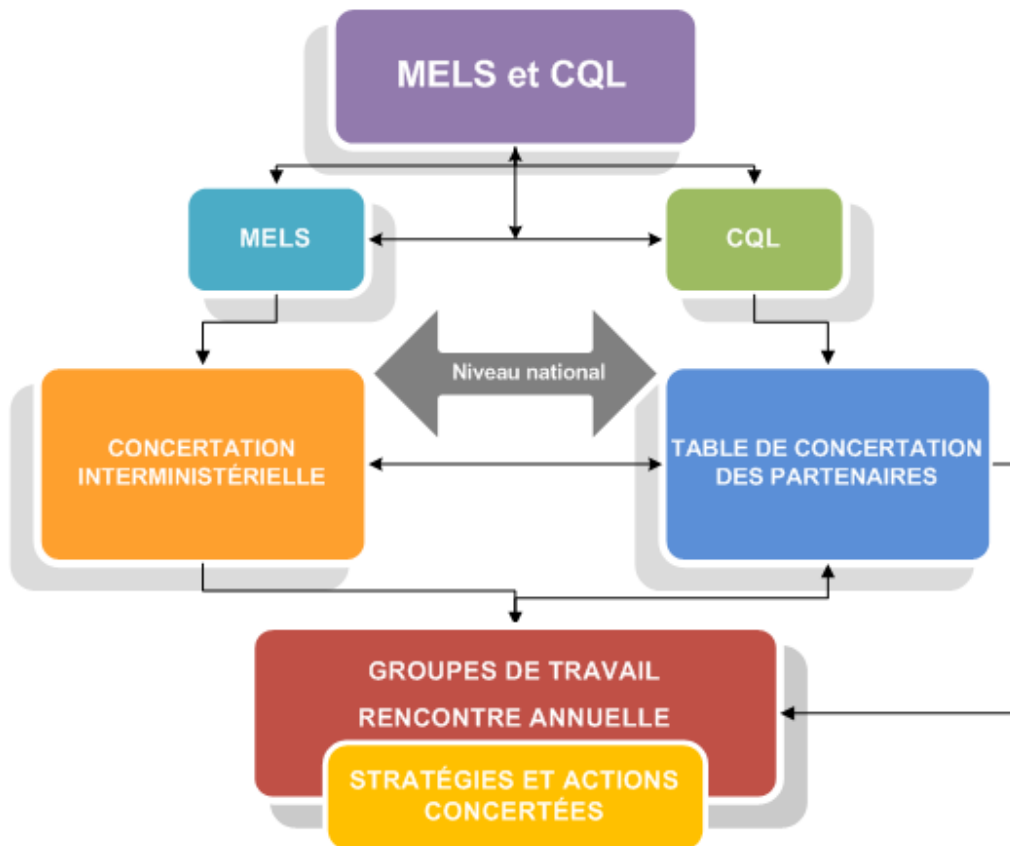 MELS et CQL
MELS
CQL
Niveau national
CONCERTATION
INTERMINISTÉRIELLE
TABLE DE CONCERTATION
DES PARTENAIRES
GROUPES DE TRAVAIL
RENCONTRE ANNUELLE
STRATÉGIES ET ACTIONS
CONCERTÉES